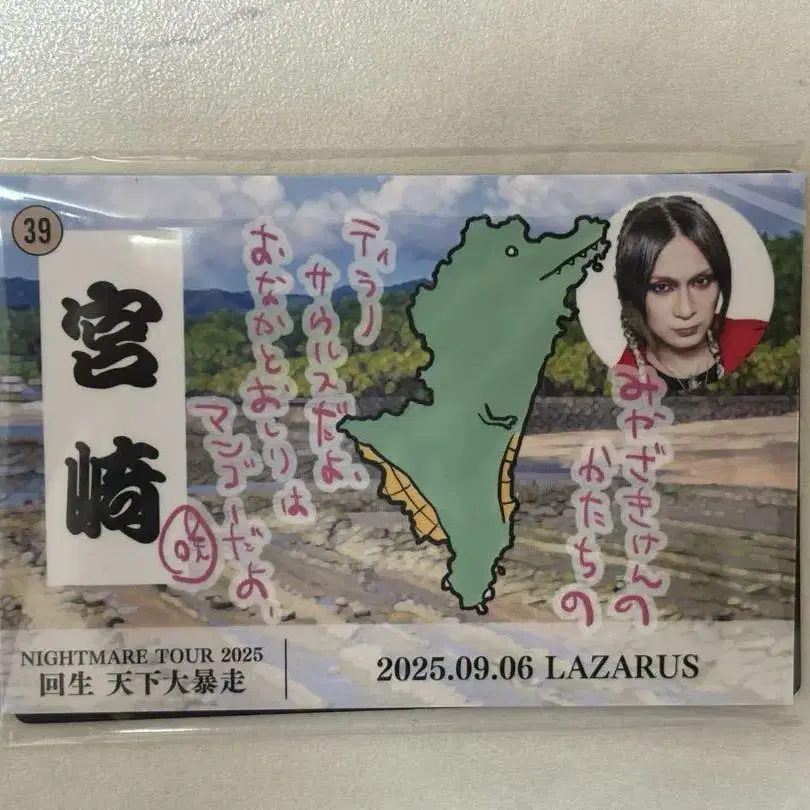 39
宮崎
みやざきけんの
かたちの
ティラノ
サウルスだよ、
おなかとおしりは
マンゴーだよ、
咲
NIGHTMARE TOUR 2025
回生 天下大暴走
2025.09.06 LAZARUS